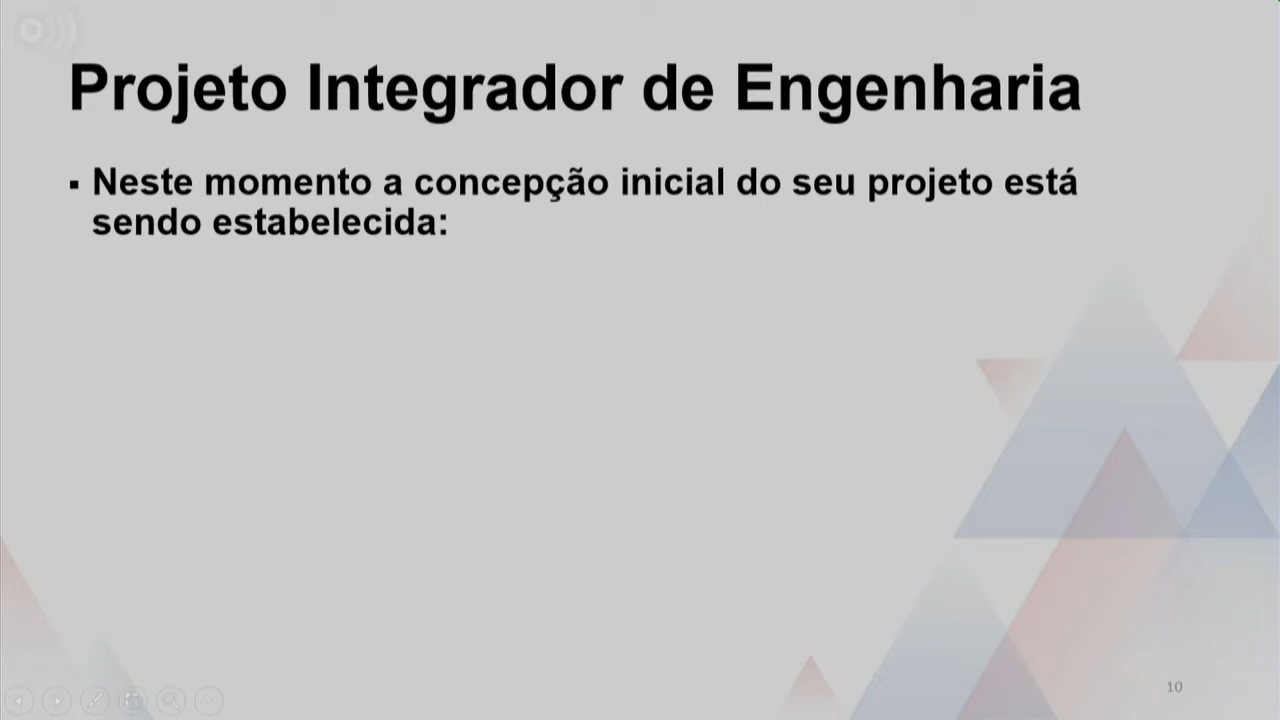 Projeto Integrador de Engenharia
▪ Neste momento a concepção inicial do seu projeto está
sendo estabelecida:
10